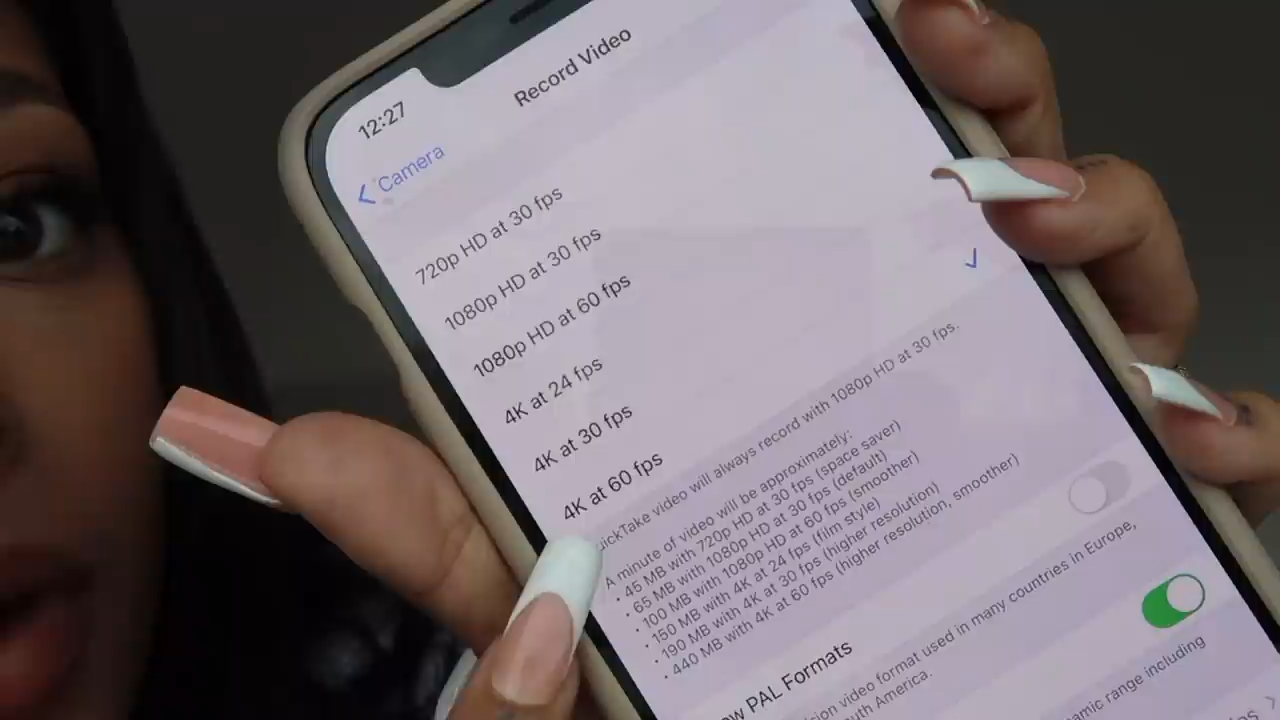 12:27
Record Video
Camera
720p HD at 30 fps
1080p HD at 30 fps
1080p HD at 60 fps
4K at 24 fps
4K at 30 fps
4K at 60 fps
uickTake video will always record with 1080p HD at 30 fps.
A minute of video will be approximately:
• 45 MB with 720p HD at 30 fps (space saver)
• 65 MB with 1080p HD at 30 fps (default)
• 100 MB with 1080p HD at 60 fps (smoother)
• 150 MB with 4K at 24 fps (film style)
• 190 MB with 4K at 30 fps (higher resolution)
• 440 MB with 4K at 60 fps (higher resolution, smoother)
ow PAL Formats
sion video format used in many countries in Europe,
outh America.
namic range including